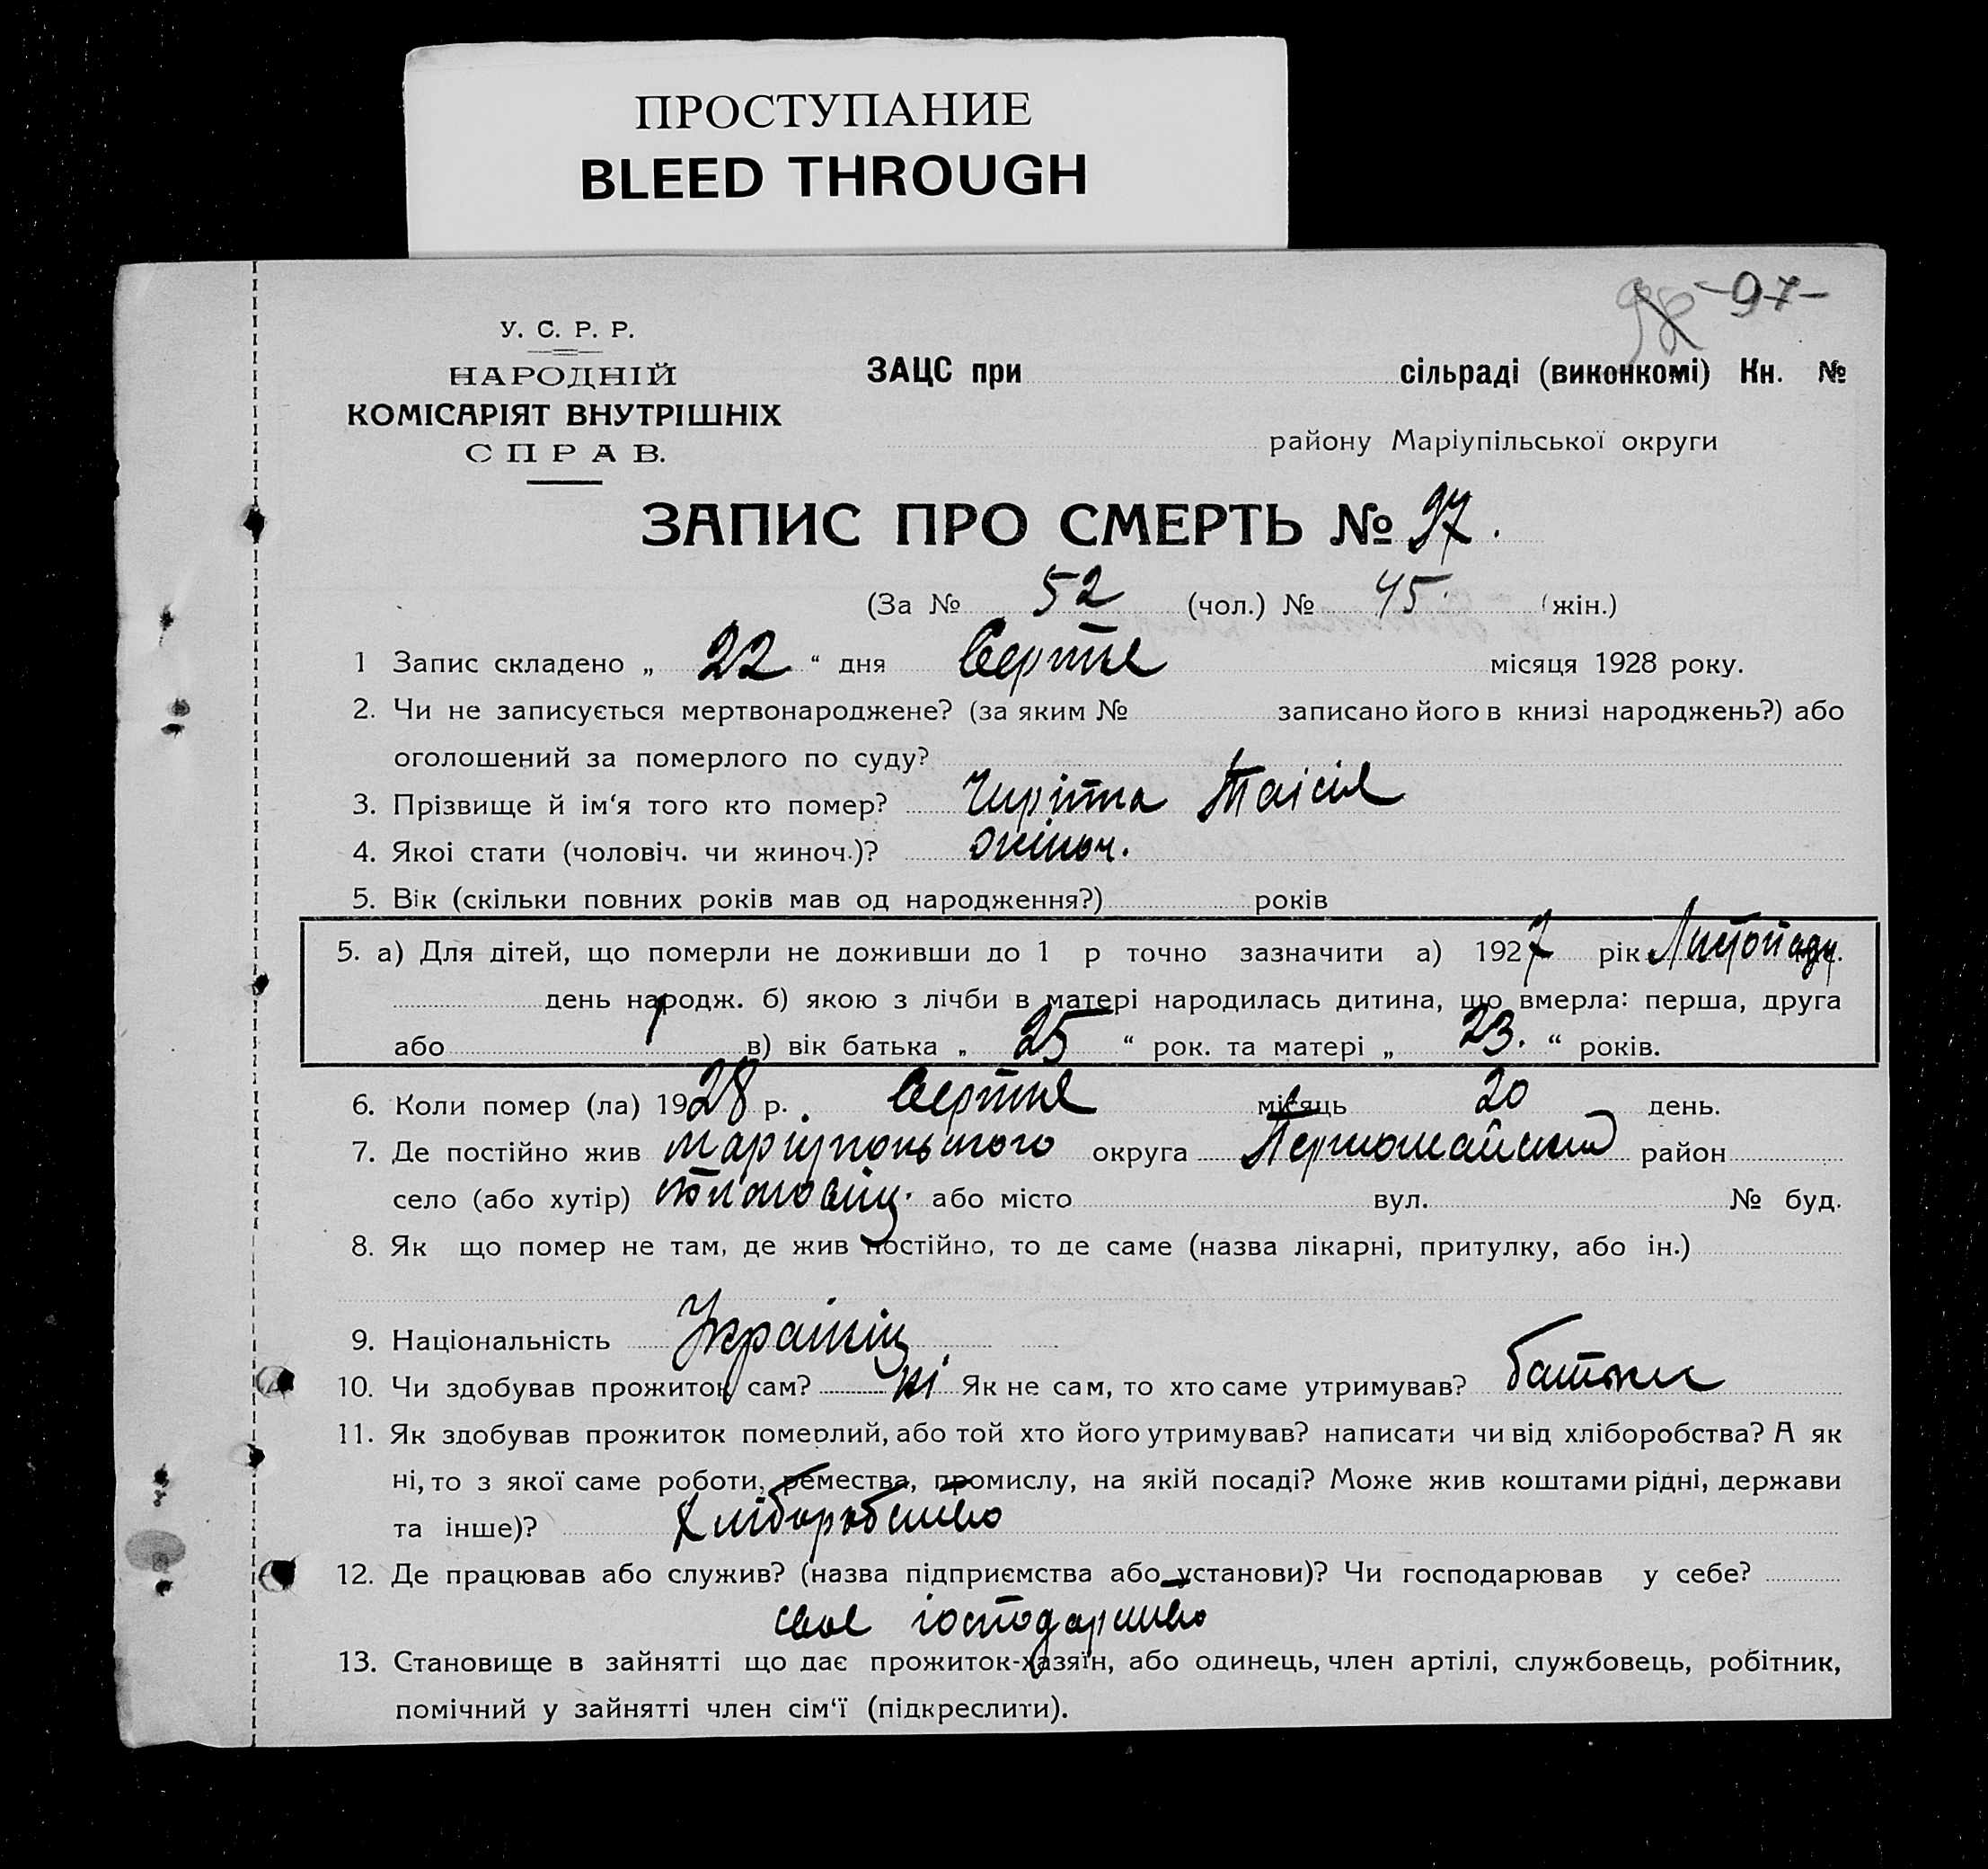 ПРОСТУПАНИЕ
BLEED THROUGH
98 -97-
У. С. Р. Р.
НАРОДНІЙ
КОМІСАРІЯТ ВНУТРІШНІХ
СПРАВ.
ЗАЦС при сільраді (виконкомі) Кн. №
району Маріупільської округи
ЗАПИС ПРО СМЕРТЬ № 97.
(За № 52 (чол.) № 45. (жін.)
1 Запис складено „ 22 “ дня Серпня місяця 1928 року.
2. Чи не записується мертвонароджене? (за яким № записано його в книзі народжень?) або
оголошений за померлого по суду?
3. Прізвище й ім‘я того кто помер? Таісія
4. Якоі стати (чоловіч. чи жиноч.)? жіноч.
5. Вік (скільки повних років мав од народження?) років
5. а) Для дітей, що померли не доживши до 1 р точно зазначити а) 1927 рік Листопаду
день народж. б) якою з лічби в матері народилась дитина, що вмерла: перша, друга
або 1 в) вік батька „ 25 “ рок. та матері „ 23. “ років.
6. Коли помер (ла) 1928 р. Серпня місяць 20 день.
7. Де постійно жив округа Першомайський район
село (або хутір) або місто вул. № буд.
8. Як що помер не там, де жив постійно, то де саме (назва лікарні, притулку, або ін.)
9. Національність Украінц
10. Чи здобував прожиток сам? ні Як не сам, то хто саме утримував? батьки
11. Як здобував прожиток померлий, або той хто його утримував? написати чи від хліборобства? А як
ні, то з якої саме роботи, ремества, промислу, на якій посаді? Може жив коштами рідні, держави
та інше)? Хліборобство
12. Де працював або служив? (назва підприємства або установи)? Чи господарював у себе?
своє господарство
13. Становище в зайнятті що дає прожиток-хазяїн, або одинець, член артілі, службовець, робітник,
помічний у зайнятті член сім‘ї (підкреслити).